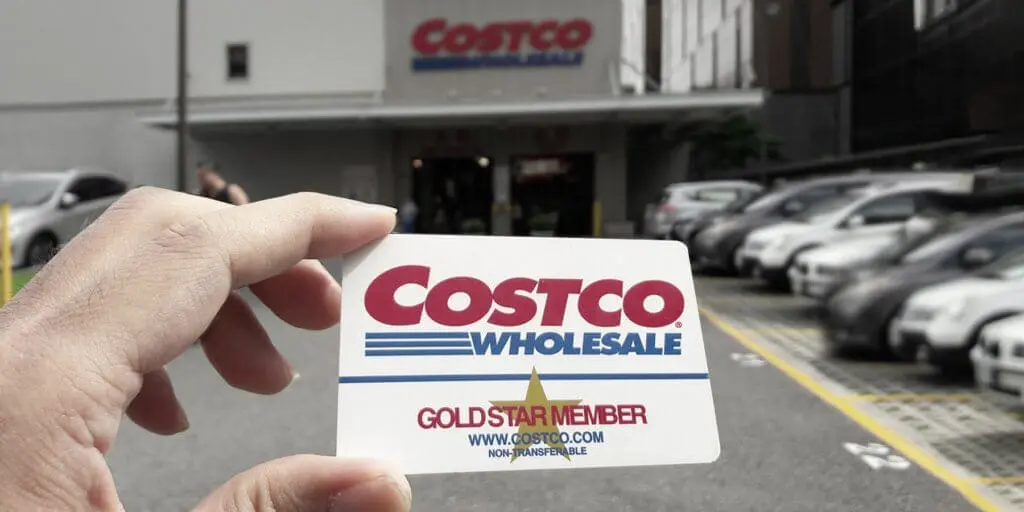 COSTCO
WHOLESALE
COSTCO
WHOLESALE
GOLD STAR MEMBER
WWW.COSTCO.COM
NON-TRANSFERABLE